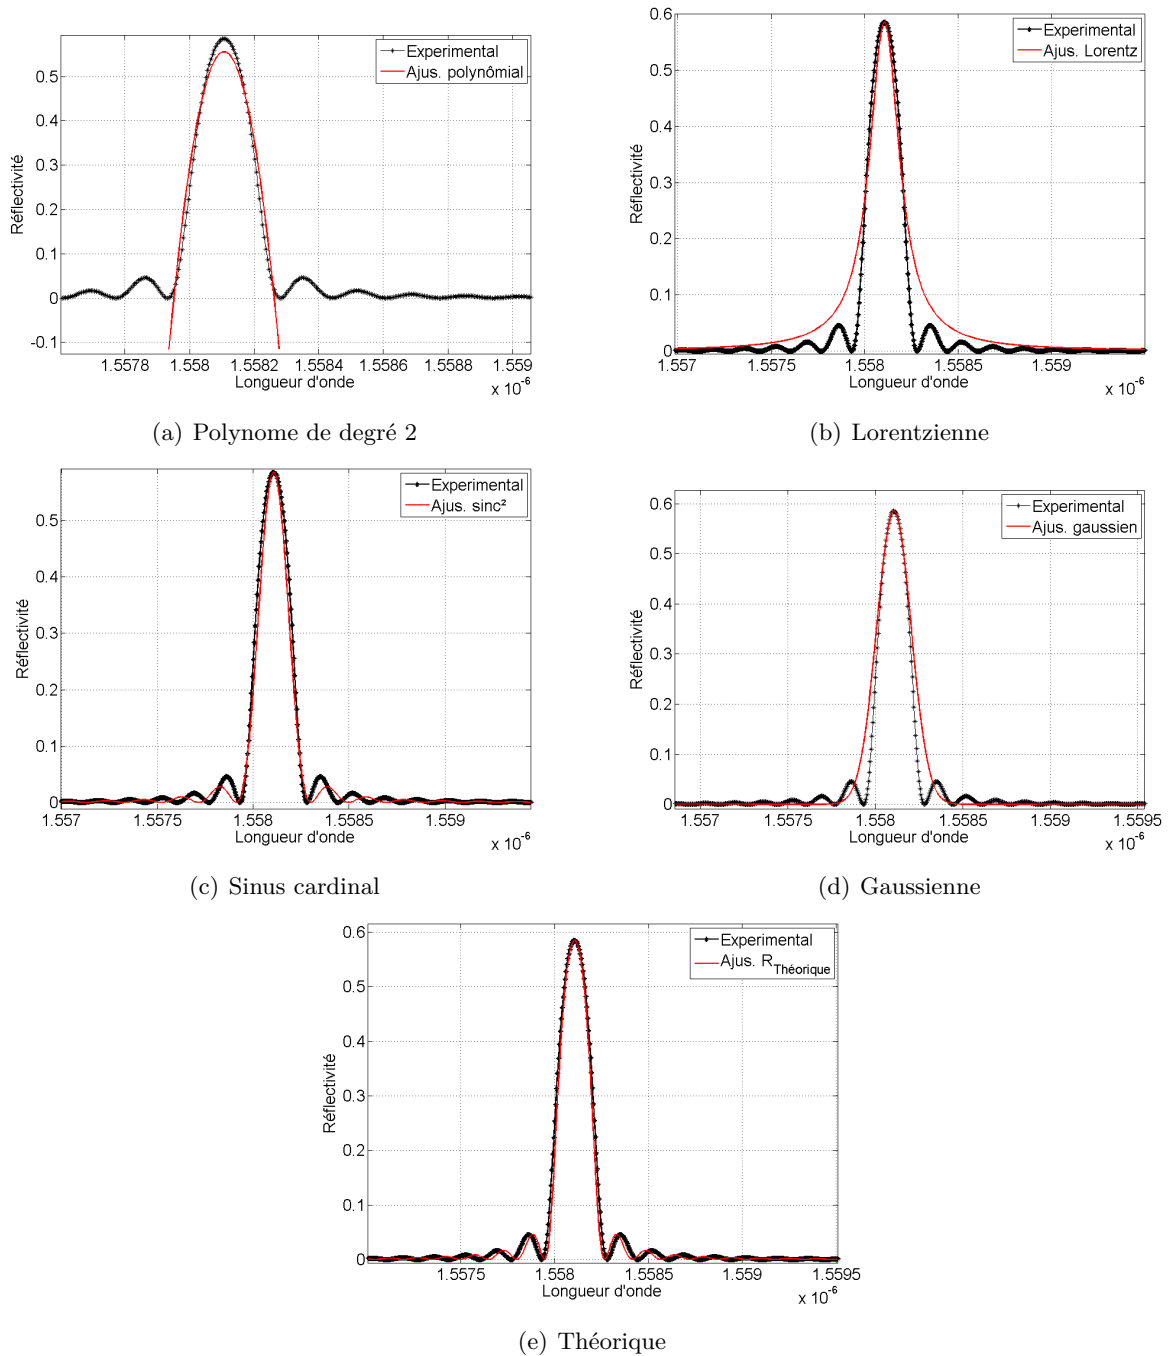 Experimental
Ajus. polynômial
0.5
0.4
0.3
0.2
0.1
0
-0.1
Réflectivité
1.5578 1.558 1.5582 1.5584 1.5586 1.5588 1.559
Longueur d'onde
x 10-6
(a) Polynome de degré 2
Experimental
Ajus. Lorentz
0.6
0.5
0.4
0.3
0.2
0.1
0
Réflectivité
1.557 1.5575 1.558 1.5585 1.559
Longueur d'onde
x 10-6
(b) Lorentzienne
Experimental
Ajus. sinc²
0.5
0.4
0.3
0.2
0.1
0
Réflectivité
1.557 1.5575 1.558 1.5585 1.559
Longueur d'onde
x 10-6
(c) Sinus cardinal
Experimental
Ajus. gaussien
0.6
0.5
0.4
0.3
0.2
0.1
0
Réflectivité
1.557 1.5575 1.558 1.5585 1.559 1.5595
Longueur d'onde
x 10-6
(d) Gaussienne
Experimental
Ajus. RThéorique
0.6
0.5
0.4
0.3
0.2
0.1
0
Réflectivité
1.5575 1.558 1.5585 1.559 1.5595
Longueur d'onde
x 10-6
(e) Théorique